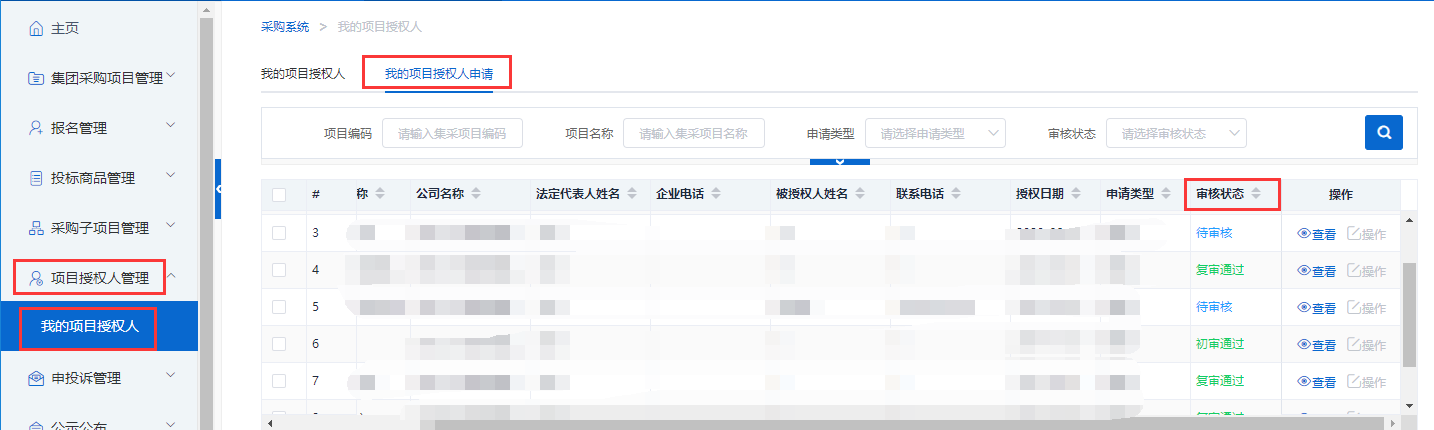 主页
集团采购项目管理
报名管理
投标商品管理
采购子项目管理
项目授权人管理
我的项目授权人
申投诉管理
公示公布
采购系统 > 我的项目授权人
我的项目授权人 我的项目授权人申请
项目编码 请输入集采项目编码 项目名称 请输入集采项目名称 申请类型 请选择申请类型 审核状态 请选择审核状态
# 称 公司名称 法定代表人姓名 企业电话 被授权人姓名 联系电话 授权日期 申请类型 审核状态 操作
3 待审核 查看 操作
4 复审通过 查看 操作
5 待审核 查看 操作
6 初审通过 查看 操作
7 复审通过 查看 操作